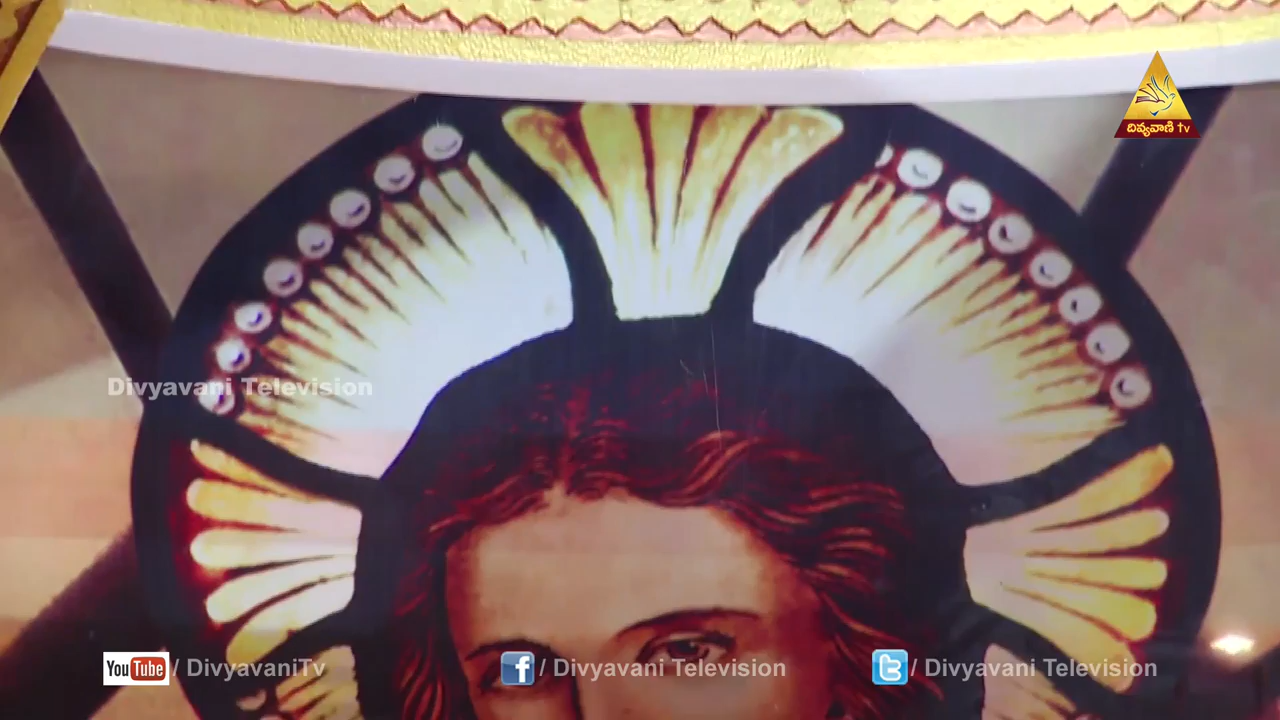 దివ్యవాణి tv
Divyavani Television
YouTube / DivyavaniTv
f / Divyavani Television
t / Divyavani Television